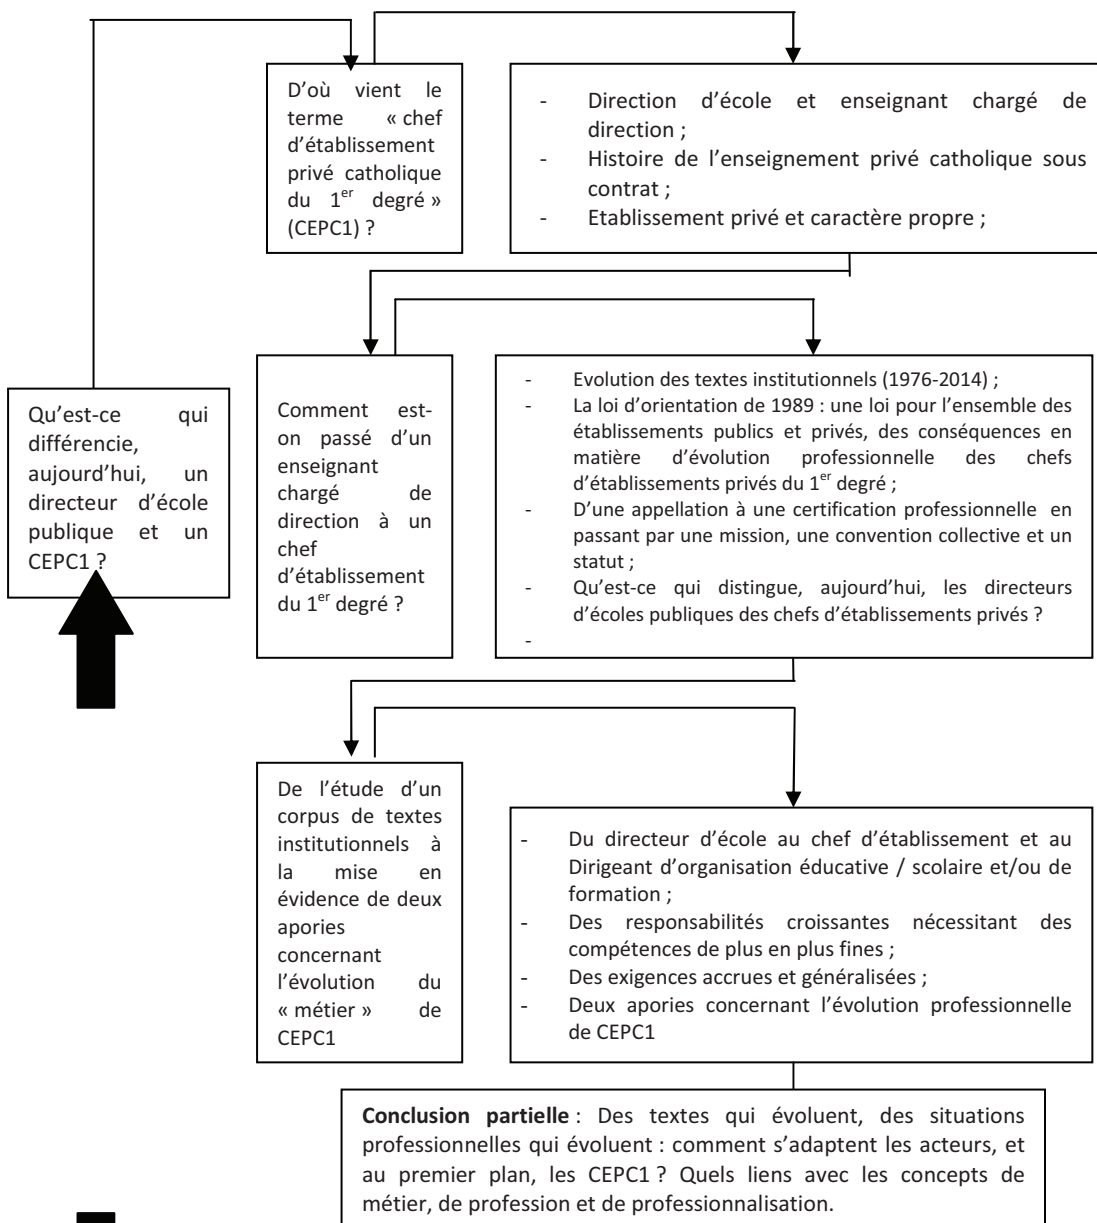 D’où vient le
terme « chef
d’établissement
privé catholique
du 1er degré »
(CEPC1) ?
- Direction d’école et enseignant chargé de
direction ;
- Histoire de l’enseignement privé catholique sous
contrat ;
- Etablissement privé et caractère propre ;
Qu’est-ce qui
différencie,
aujourd’hui, un
directeur d’école
publique et un
CEPC1 ?
Comment est-
on passé d’un
enseignant
chargé de
direction à un
chef
d’établissement
du 1er degré ?
- Evolution des textes institutionnels (1976-2014) ;
- La loi d’orientation de 1989 : une loi pour l’ensemble des
établissements publics et privés, des conséquences en
matière d’évolution professionnelle des chefs
d’établissements privés du 1er degré ;
- D’une appellation à une certification professionnelle en
passant par une mission, une convention collective et un
statut ;
- Qu’est-ce qui distingue, aujourd’hui, les directeurs
d’écoles publiques des chefs d’établissements privés ?
-
De l’étude d’un
corpus de textes
institutionnels à
la mise en
évidence de deux
apories
concernant
l’évolution du
« métier » de
CEPC1
- Du directeur d’école au chef d’établissement et au
Dirigeant d’organisation éducative / scolaire et/ou de
formation ;
- Des responsabilités croissantes nécessitant des
compétences de plus en plus fines ;
- Des exigences accrues et généralisées ;
- Deux apories concernant l’évolution professionnelle
de CEPC1
Conclusion partielle : Des textes qui évoluent, des situations
professionnelles qui évoluent : comment s’adaptent les acteurs, et
au premier plan, les CEPC1 ? Quels liens avec les concepts de
métier, de profession et de professionnalisation.